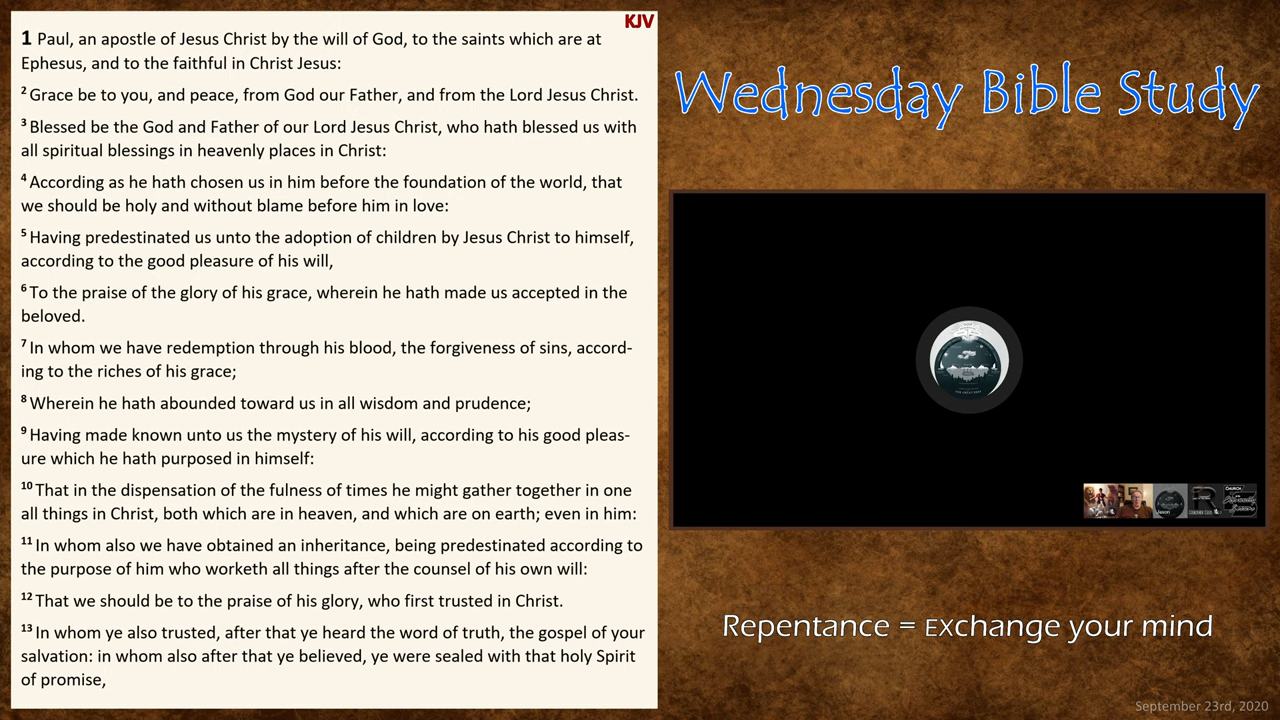 KJV
1 Paul, an apostle of Jesus Christ by the will of God, to the saints which are at
Ephesus, and to the faithful in Christ Jesus:
2 Grace be to you, and peace, from God our Father, and from the Lord Jesus Christ.
3 Blessed be the God and Father of our Lord Jesus Christ, who hath blessed us with
all spiritual blessings in heavenly places in Christ:
4 According as he hath chosen us in him before the foundation of the world, that
we should be holy and without blame before him in love:
5 Having predestinated us unto the adoption of children by Jesus Christ to himself,
according to the good pleasure of his will,
6 To the praise of the glory of his grace, wherein he hath made us accepted in the
beloved.
7 In whom we have redemption through his blood, the forgiveness of sins, accord-
ing to the riches of his grace;
8 Wherein he hath abounded toward us in all wisdom and prudence;
9 Having made known unto us the mystery of his will, according to his good pleas-
ure which he hath purposed in himself:
10 That in the dispensation of the fulness of times he might gather together in one
all things in Christ, both which are in heaven, and which are on earth; even in him:
11 In whom also we have obtained an inheritance, being predestinated according to
the purpose of him who worketh all things after the counsel of his own will:
12 That we should be to the praise of his glory, who first trusted in Christ.
13 In whom ye also trusted, after that ye heard the word of truth, the gospel of your
salvation: in whom also after that ye believed, ye were sealed with that holy Spirit
of promise,
Wednesday Bible Study
Jason
CHURCH
Repentance = EXchange your mind
September 23rd, 2020